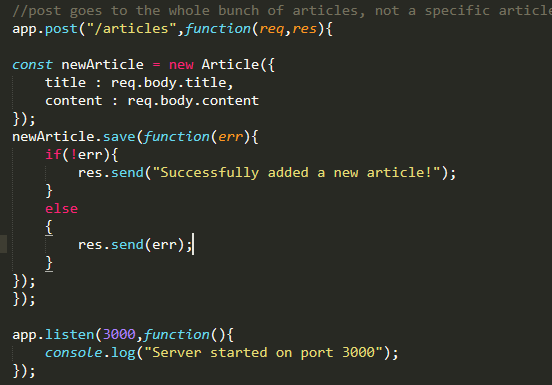 //post goes to the whole bunch of articles, not a specific article
app.post("/articles",function(req,res){
const newArticle = new Article({
title : req.body.title,
content : req.body.content
});
newArticle.save(function(err){
if(!err){
res.send("Successfully added a new article!");
}
else
{
res.send(err);
}
});
});
app.listen(3000,function(){
console.log("Server started on port 3000");
});